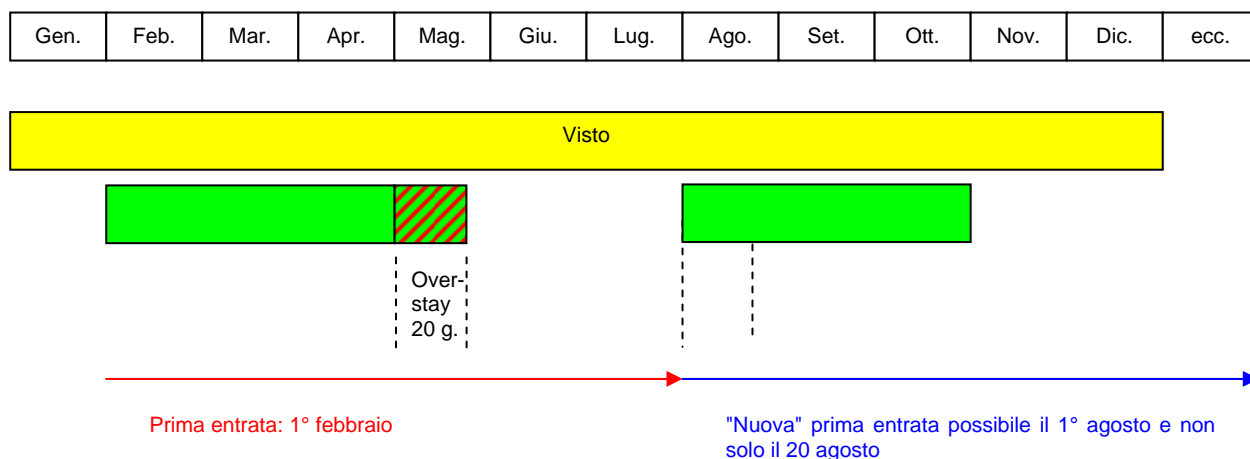 Gen. Feb. Mar. Apr. Mag. Giu. Lug. Ago. Set. Ott. Nov. Dic. ecc.
Visto
Over-
stay
20 g.
Prima entrata: 1° febbraio
"Nuova" prima entrata possibile il 1° agosto e non
solo il 20 agosto